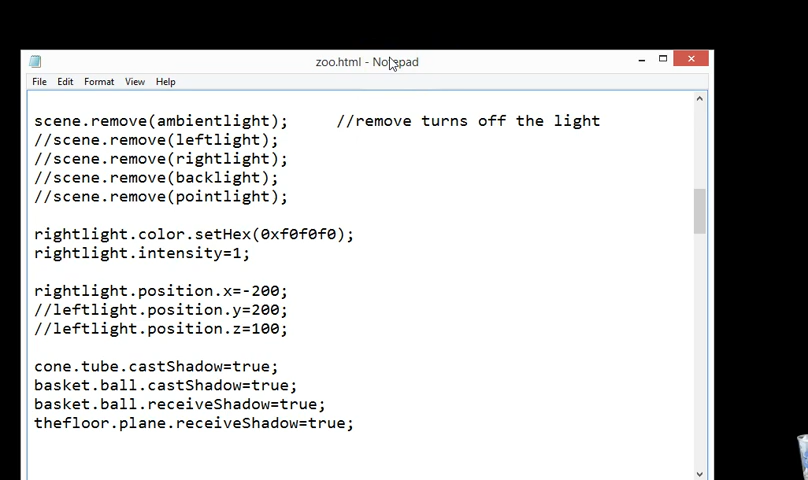 zoo.html - Notepad
File Edit Format View Help
scene.remove(ambientlight);     //remove turns off the light
//scene.remove(leftlight);
//scene.remove(rightlight);
//scene.remove(backlight);
//scene.remove(pointlight);
rightlight.color.setHex(0xf0f0f0);
rightlight.intensity=1;
rightlight.position.x=-200;
//leftlight.position.y=200;
//leftlight.position.z=100;
cone.tube.castShadow=true;
basket.ball.castShadow=true;
basket.ball.receiveShadow=true;
thefloor.plane.receiveShadow=true;